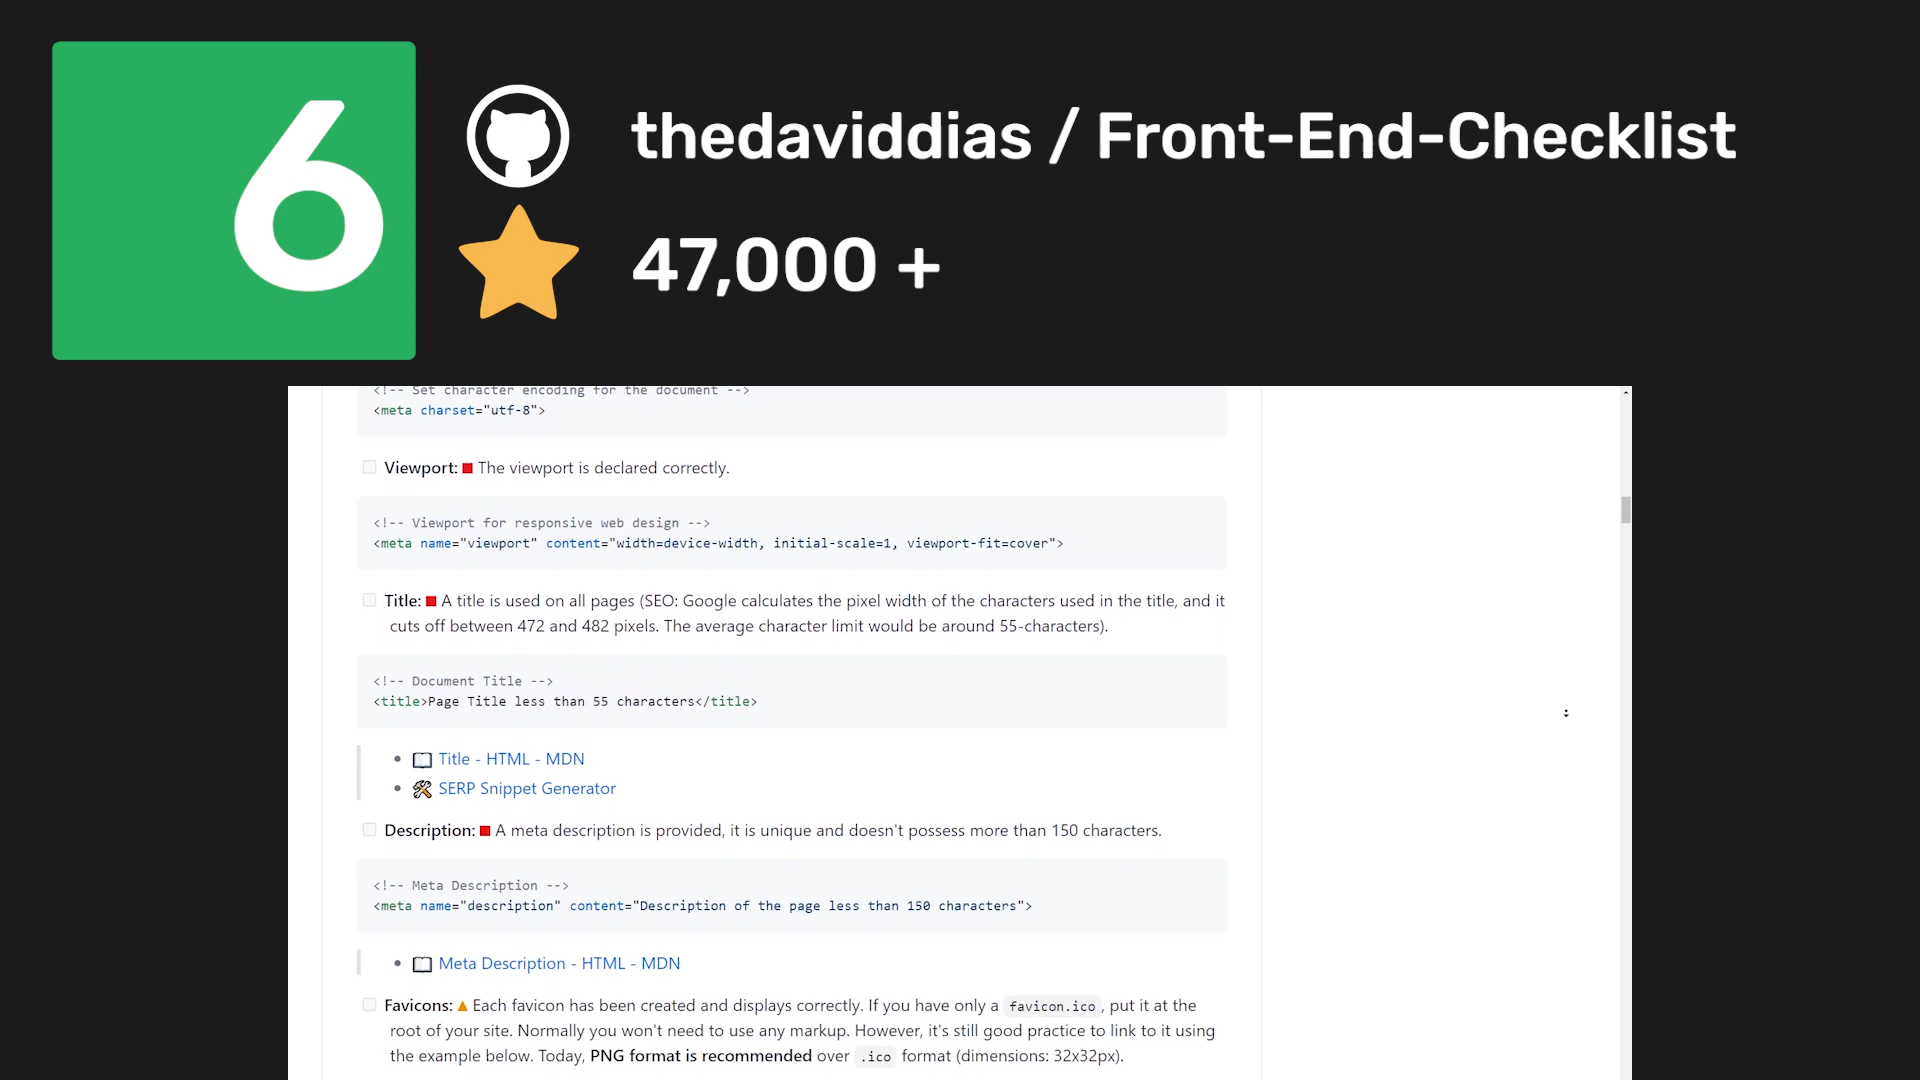 6
thedaviddias / Front-End-Checklist
47,000 +
<!-- Set character encoding for the document -->
<meta charset="utf-8">
Viewport: The viewport is declared correctly.
<!-- Viewport for responsive web design -->
<meta name="viewport" content="width=device-width, initial-scale=1, viewport-fit=cover">
Title: A title is used on all pages (SEO: Google calculates the pixel width of the characters used in the title, and it
cuts off between 472 and 482 pixels. The average character limit would be around 55-characters).
<!-- Document Title -->
<title>Page Title less than 55 characters</title>
Title - HTML - MDN
SERP Snippet Generator
Description: A meta description is provided, it is unique and doesn't possess more than 150 characters.
<!-- Meta Description -->
<meta name="description" content="Description of the page less than 150 characters">
Meta Description - HTML - MDN
Favicons: Each favicon has been created and displays correctly. If you have only a favicon.ico, put it at the
root of your site. Normally you won't need to use any markup. However, it's still good practice to link to it using
the example below. Today, PNG format is recommended over .ico format (dimensions: 32x32px).